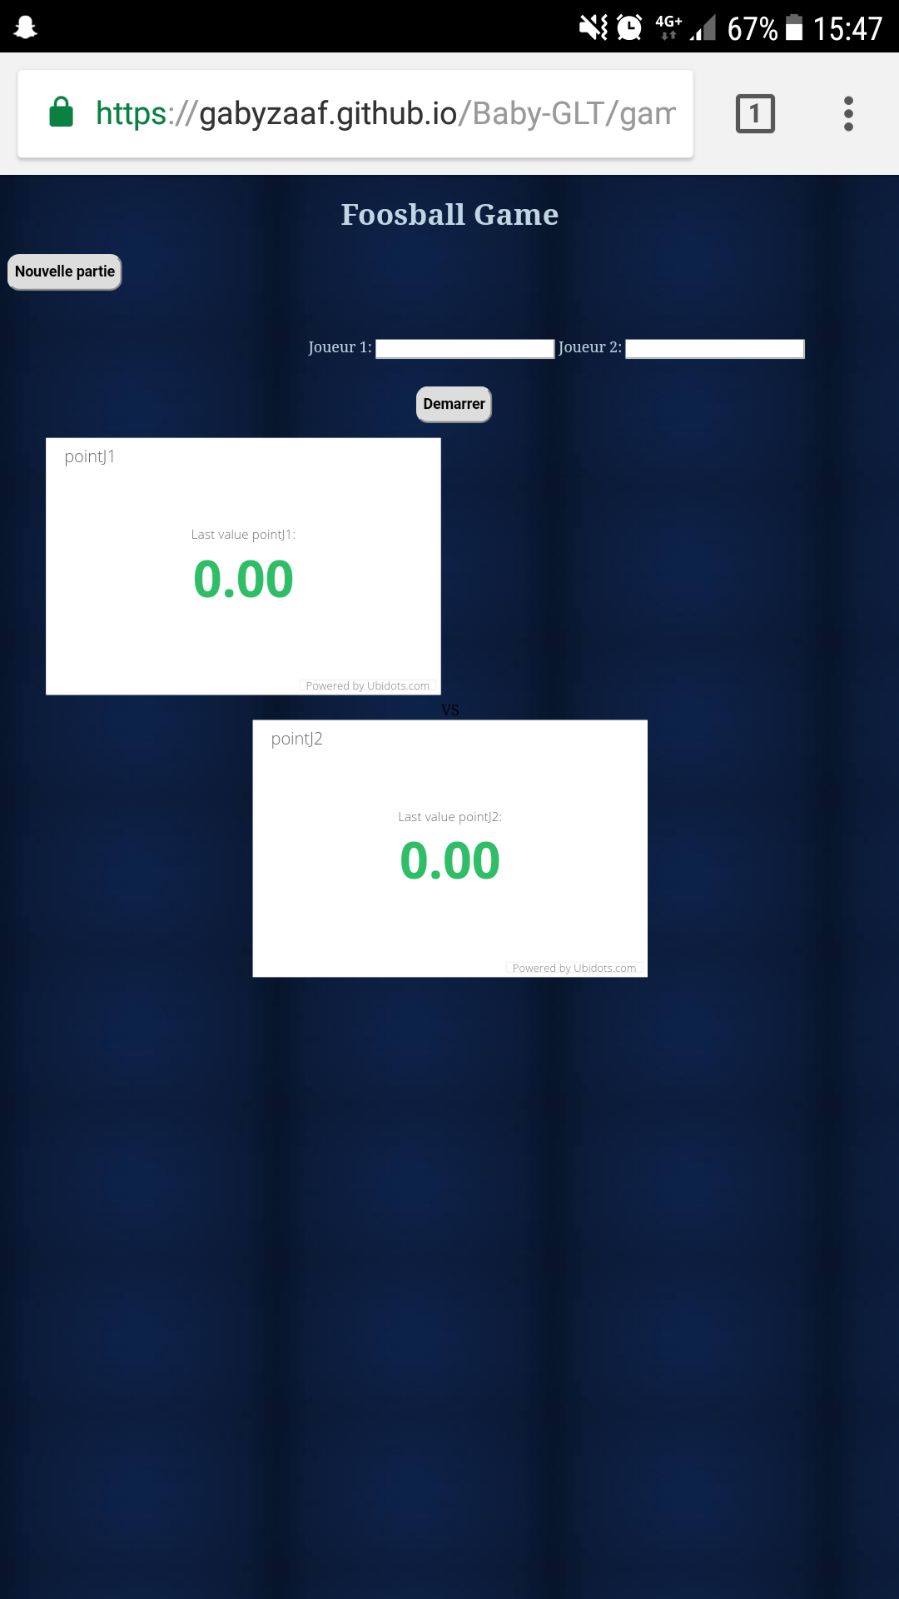 4G+ 67% 15:47
https://gabyzaaf.github.io/Baby-GLT/gam 1
Foosball Game
Nouvelle partie
Joueur 1: Joueur 2:
Demarrer
pointJ1
Last value pointJ1:
0.00
Powered by Ubidots.com
vs
pointJ2
Last value pointJ2:
0.00
Powered by Ubidots.com